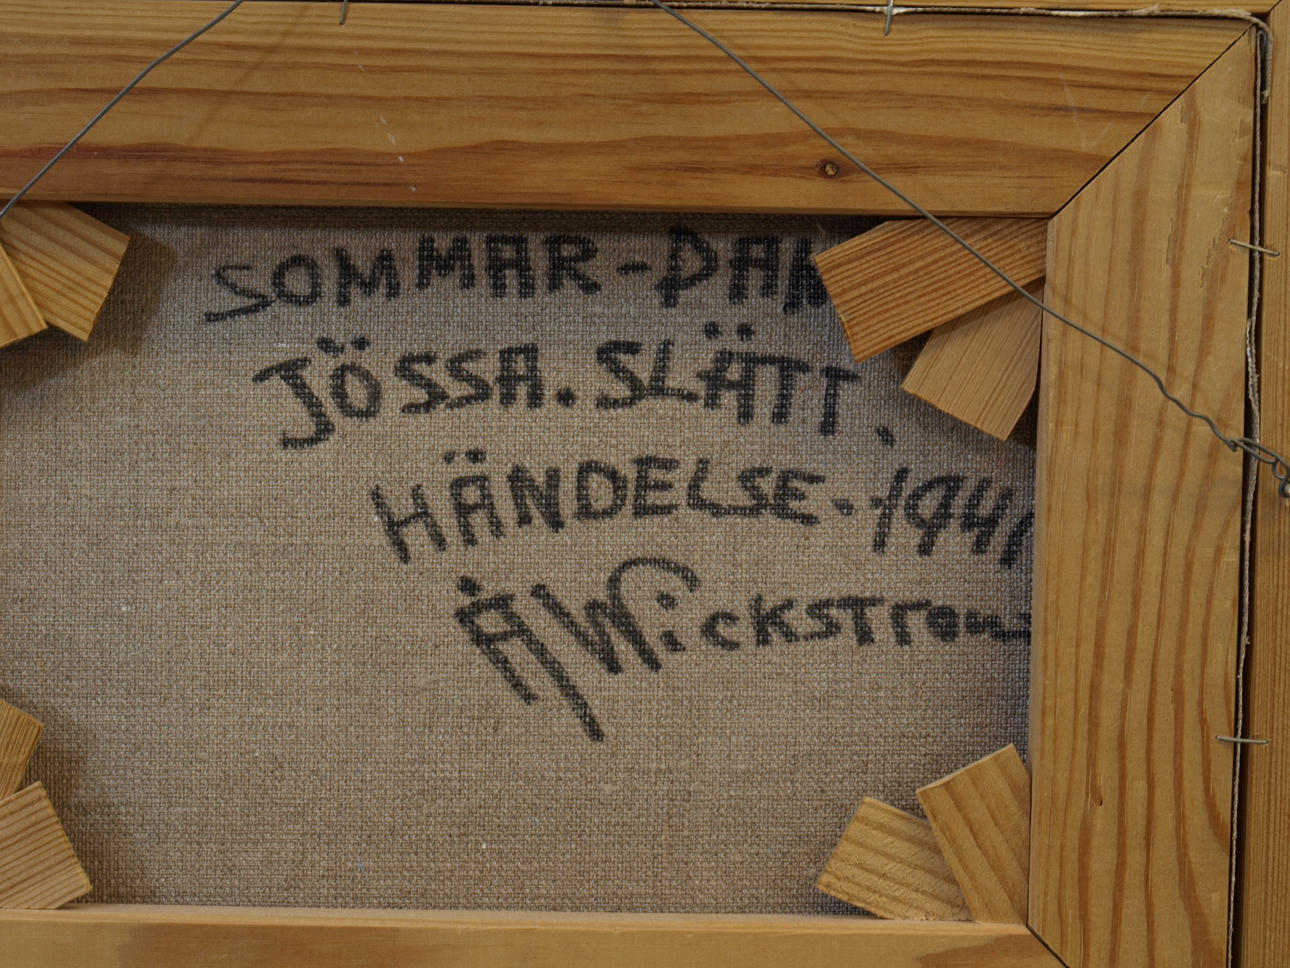 SOMMAR-DAN
JÖSSA. SLÄTT.
HÄNDELSE.-1941
Å Wickstrom